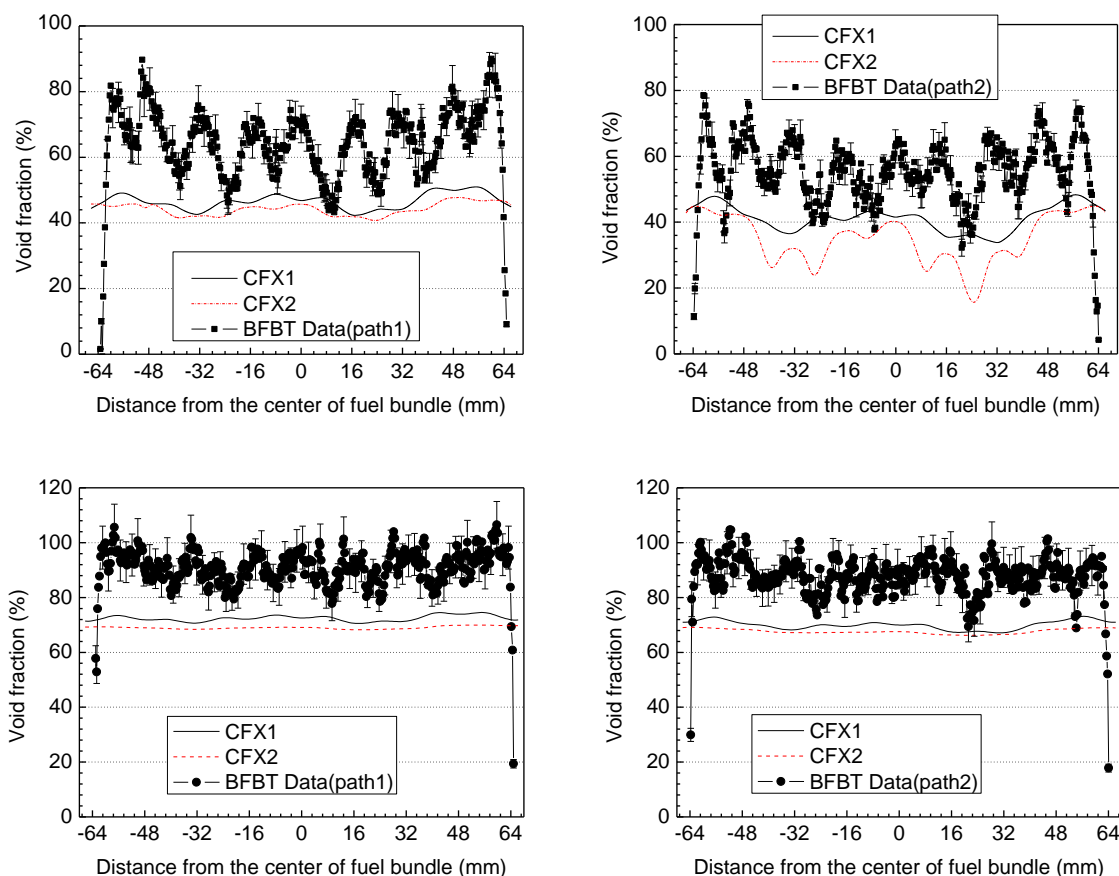 100
80
60
40
20
0
Void fraction (%)
CFX1
CFX2
BFBT Data(path1)
-64 -48 -32 -16 0 16 32 48 64
Distance from the center of fuel bundle (mm)
100
80
60
40
20
0
Void fraction (%)
CFX1
CFX2
BFBT Data(path2)
-64 -48 -32 -16 0 16 32 48 64
Distance from the center of fuel bundle (mm)
120
100
80
60
40
20
0
Void fraction (%)
CFX1
CFX2
BFBT Data(path1)
-64 -48 -32 -16 0 16 32 48 64
Distance from the center of fuel bundle (mm)
120
100
80
60
40
20
0
Void fraction (%)
CFX1
CFX2
BFBT Data(path2)
-64 -48 -32 -16 0 16 32 48 64
Distance from the center of fuel bundle (mm)